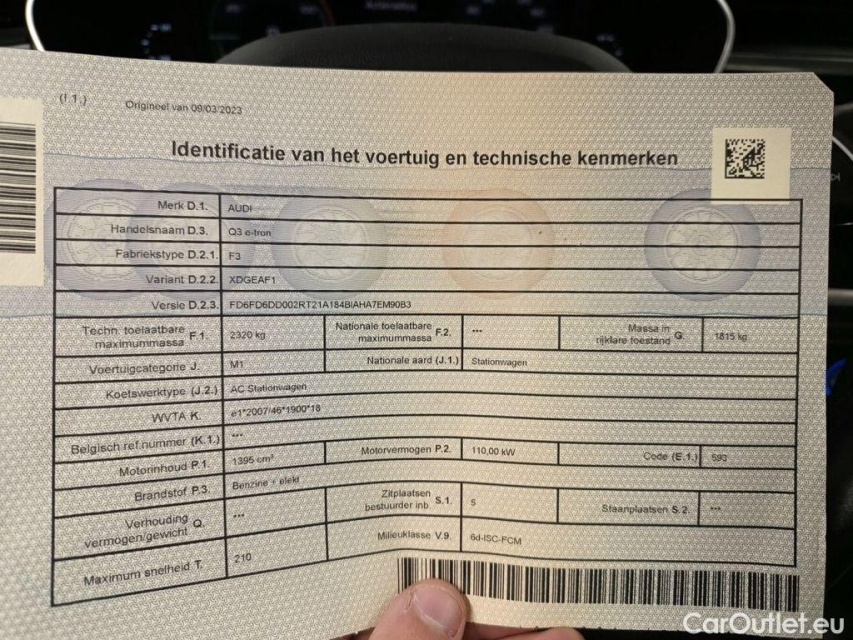 (I.1.) Origineel van 09/03/2023
Identificatie van het voertuig en technische kenmerken
Merk D.1. AUDI
Handelsnaam D.3. Q3 e-tron
Fabriekstype D.2.1. F3
Variant D.2.2. XDGEAF1
Versie D.2.3. FD6FD6DD002RT21A184BIAHA7EM90B3
Techn. toelaatbare maximummassa F.1. 2320 kg Nationale toelaatbare maximummassa F.2. --- Massa in rijklare toestand G. 1815 kg
Voertuigcategorie J. M1 Nationale aard (J.1.) Stationwagen
Koetswerktype (J.2.) AC Stationwagen
WVTA K. e1*2007/46*1900*18
Belgisch ref.nummer (K.1.) ---
Motorinhoud P.1. 1395 cm³ Motorvermogen P.2. 110,00 kW Code (E.1.) 593
Brandstof P.3. Benzine + elekt
Verhouding vermogen/gewicht Q. --- Zitplaatsen bestuurder inb. S.1. 5 Staanplaatsen S.2. ---
Maximum snelheid T. 210 Milieuklasse V.9. 6d-ISC-FCM
CarOutlet.eu